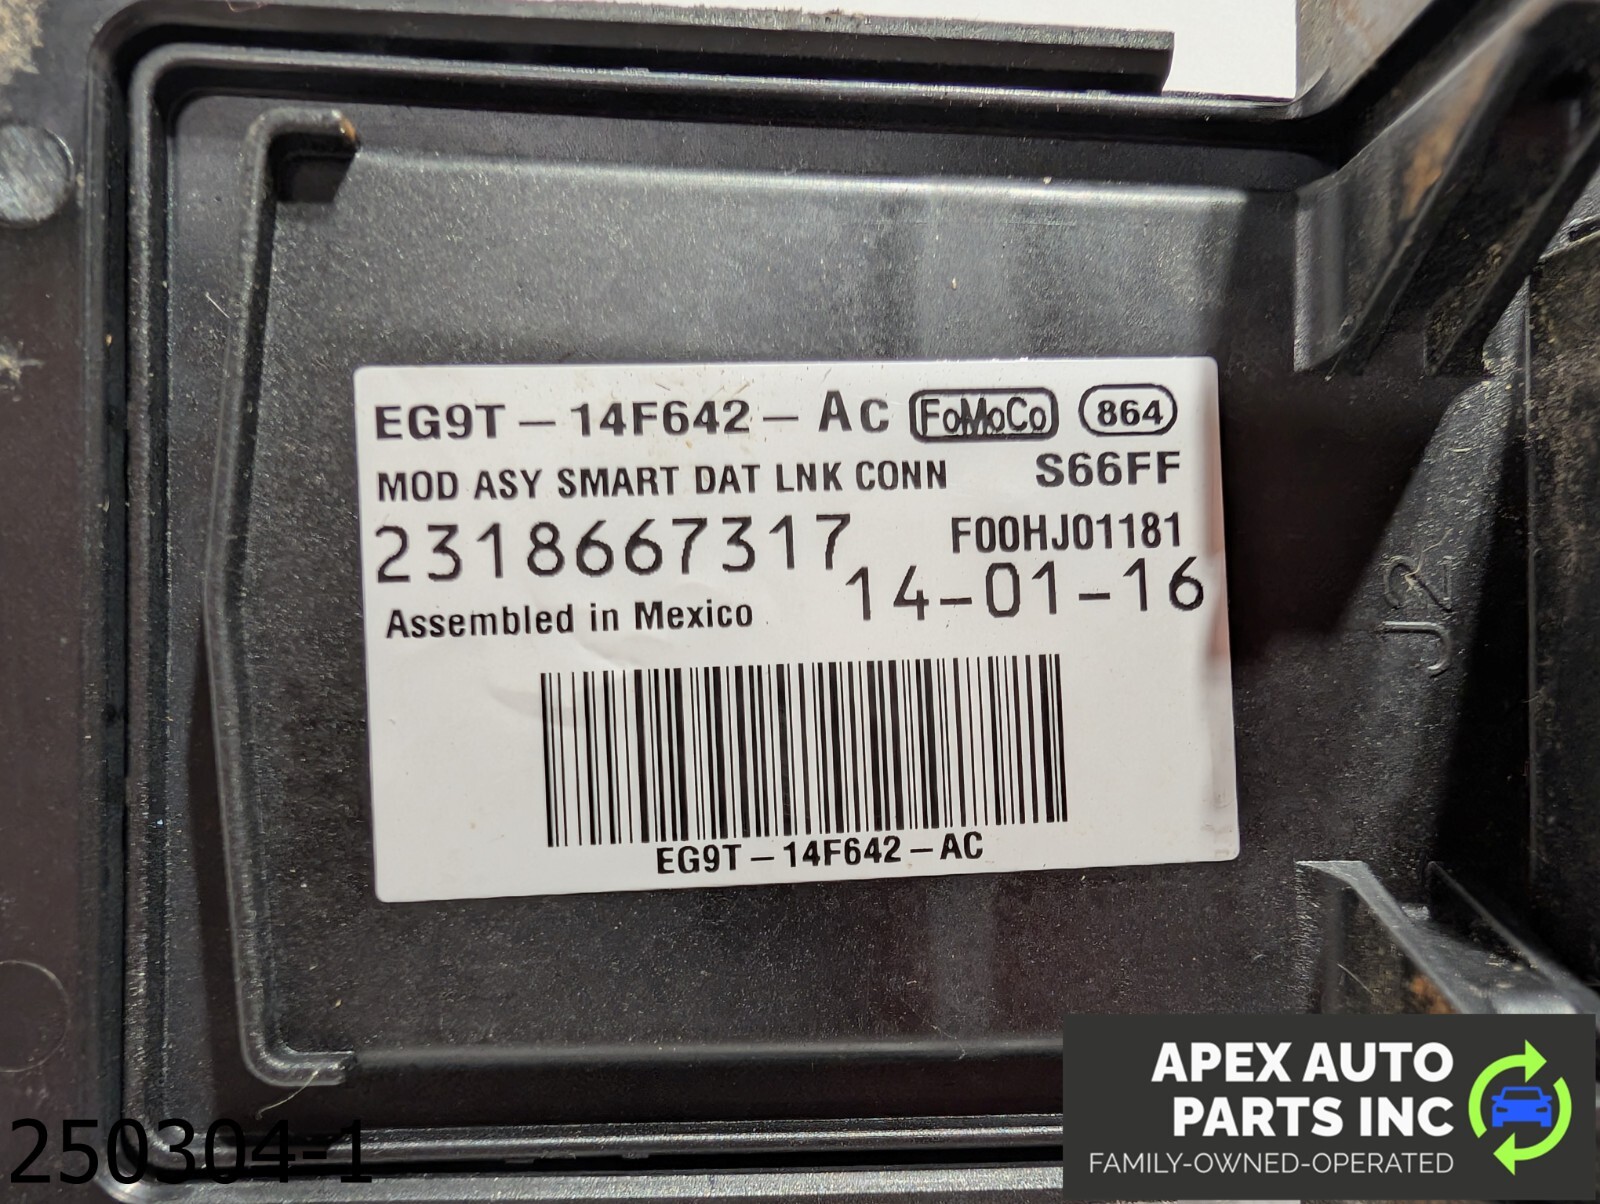 EG9T-14F642-AC FoMoCo 864
MOD ASY SMART DAT LNK CONN S66FF
2318667317 F00HJ01181
Assembled in Mexico 14-01-16
EG9T-14F642-AC
J2
250304-1
APEX AUTO
PARTS INC
FAMILY-OWNED-OPERATED